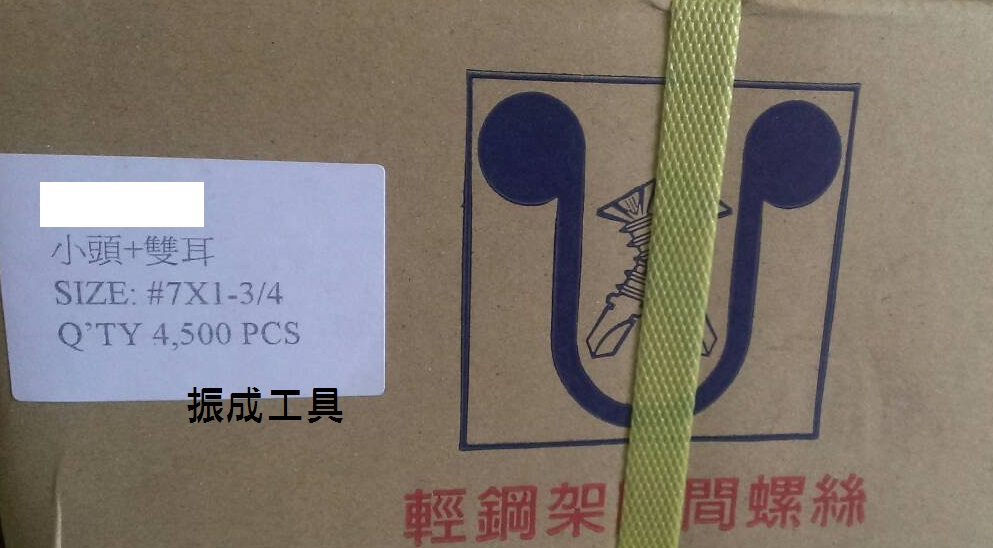 小頭+雙耳
SIZE: #7X1-3/4
Q'TY 4,500 PCS
振成工具
輕鋼架 間螺絲